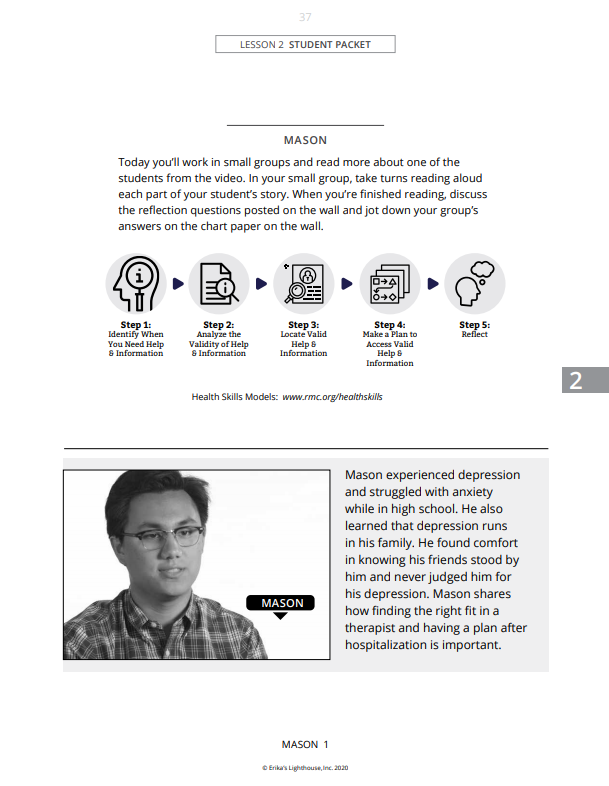 37
LESSON 2 STUDENT PACKET
MASON
Today you’ll work in small groups and read more about one of the
students from the video. In your small group, take turns reading aloud
each part of your student’s story. When you’re finished reading, discuss
the reflection questions posted on the wall and jot down your group’s
answers on the chart paper on the wall.
Step 1:
Identify When
You Need Help
& Information
Step 2:
Analyze the
Validity of Help
& Information
Step 3:
Locate Valid
Help &
Information
Step 4:
Make a Plan to
Access Valid
Help &
Information
Step 5:
Reflect
Health Skills Models: www.rmc.org/healthskills
2
MASON
Mason experienced depression
and struggled with anxiety
while in high school. He also
learned that depression runs
in his family. He found comfort
in knowing his friends stood by
him and never judged him for
his depression. Mason shares
how finding the right fit in a
therapist and having a plan after
hospitalization is important.
MASON 1
© Erika's Lighthouse, Inc. 2020